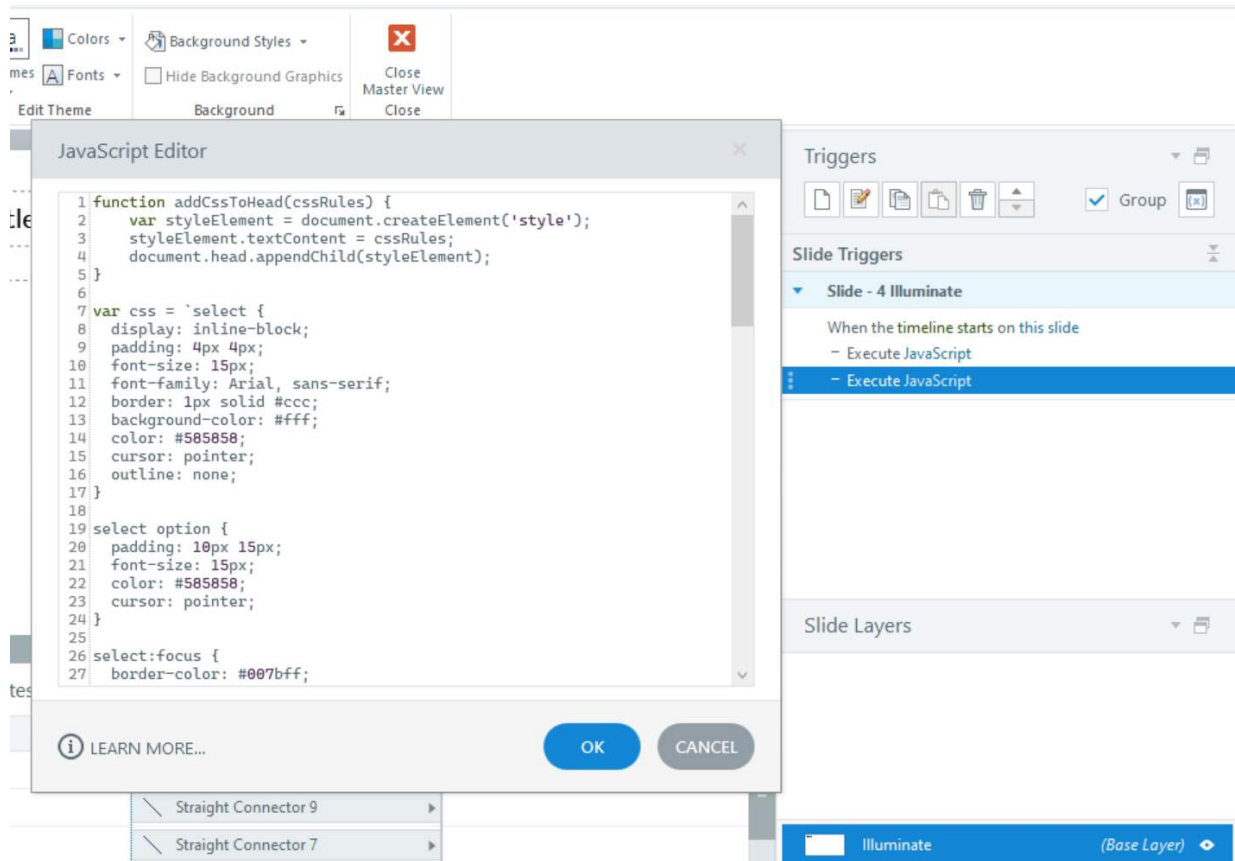 Colors
Background Styles
mes
Fonts
Hide Background Graphics
Close
Master View
Edit Theme
Background
Close
JavaScript Editor
1 function addCssToHead(cssRules) {
2     var styleElement = document.createElement('style');
3     styleElement.textContent = cssRules;
4     document.head.appendChild(styleElement);
5 }
6
7 var css = `select {
8   display: inline-block;
9   padding: 4px 4px;
10   font-size: 15px;
11   font-family: Arial, sans-serif;
12   border: 1px solid #ccc;
13   background-color: #fff;
14   color: #585858;
15   cursor: pointer;
16   outline: none;
17 }
18
19 select option {
20   padding: 10px 15px;
21   font-size: 15px;
22   color: #585858;
23   cursor: pointer;
24 }
25
26 select:focus {
27   border-color: #007bff;
LEARN MORE...
OK
CANCEL
tle
tes
Straight Connector 9
Straight Connector 7
Triggers
Group
(x)
Slide Triggers
Slide - 4 Illuminate
When the timeline starts on this slide
- Execute JavaScript
- Execute JavaScript
Slide Layers
Illuminate
(Base Layer)